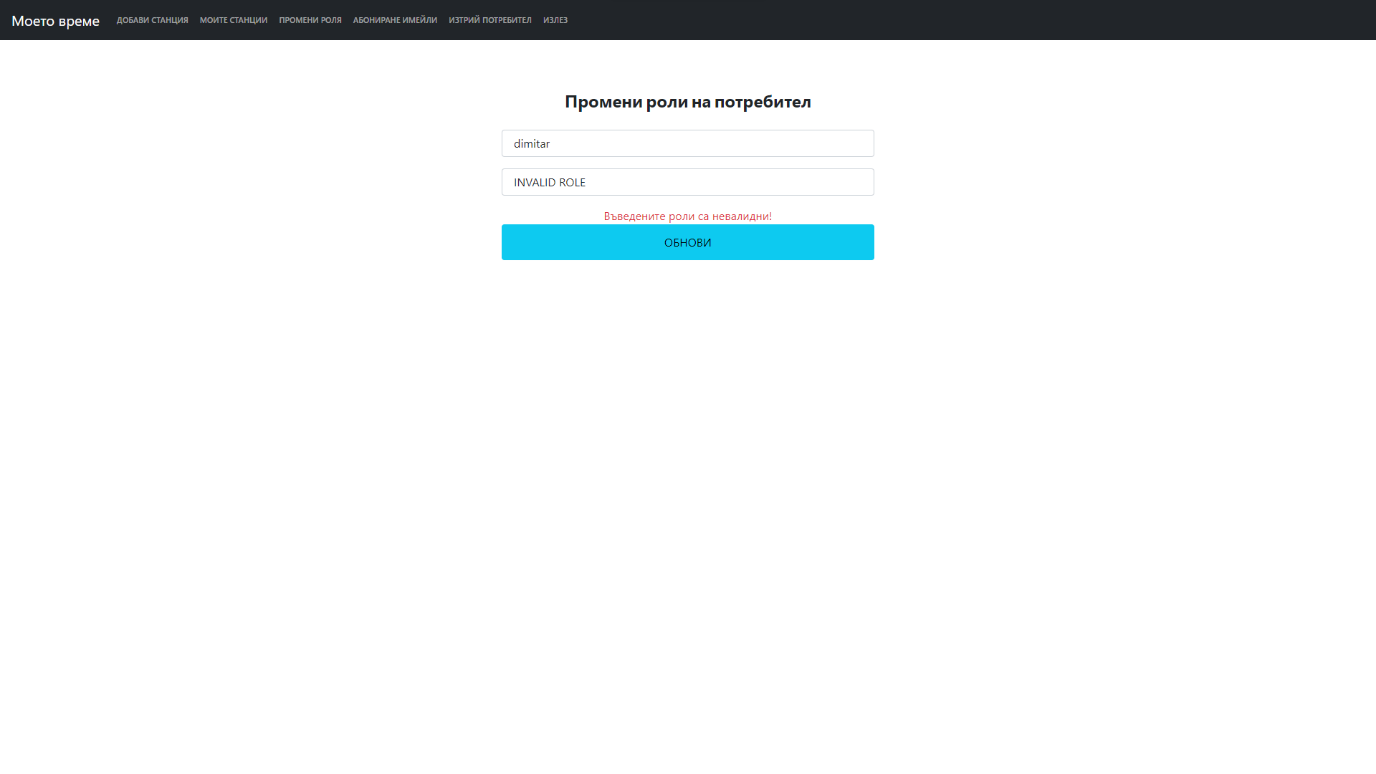 Моето време ДОБАВИ СТАНЦИЯ МОИТЕ СТАНЦИИ ПРОМЕНИ РОЛЯ АБОНИРАНЕ ИМЕЙЛИ ИЗТРИЙ ПОТРЕБИТЕЛ ИЗЛЕЗ
Промени роли на потребител
dimitar
INVALID ROLE
Въведените роли са невалидни!
ОБНОВИ